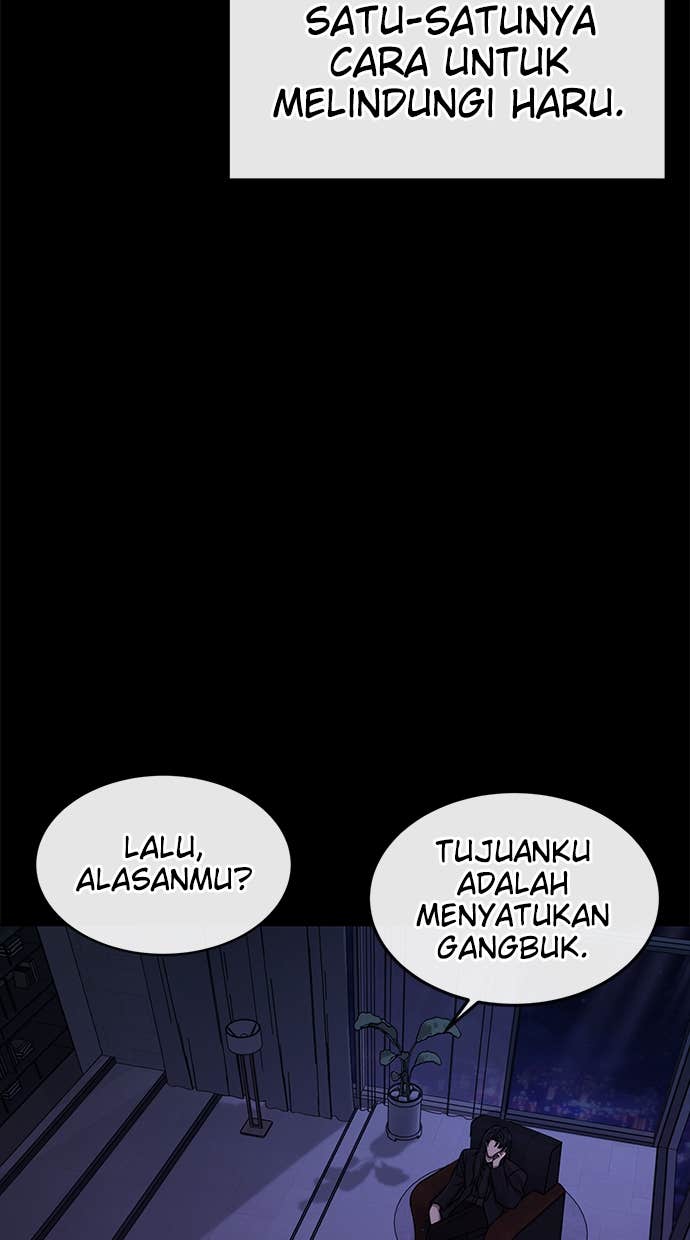 SATU-SATUNYA
CARA UNTUK
MELINDUNGI HARU.
LALU,
ALASANMU?
TUJUANKU
ADALAH
MENYATUKAN
GANGBUK.